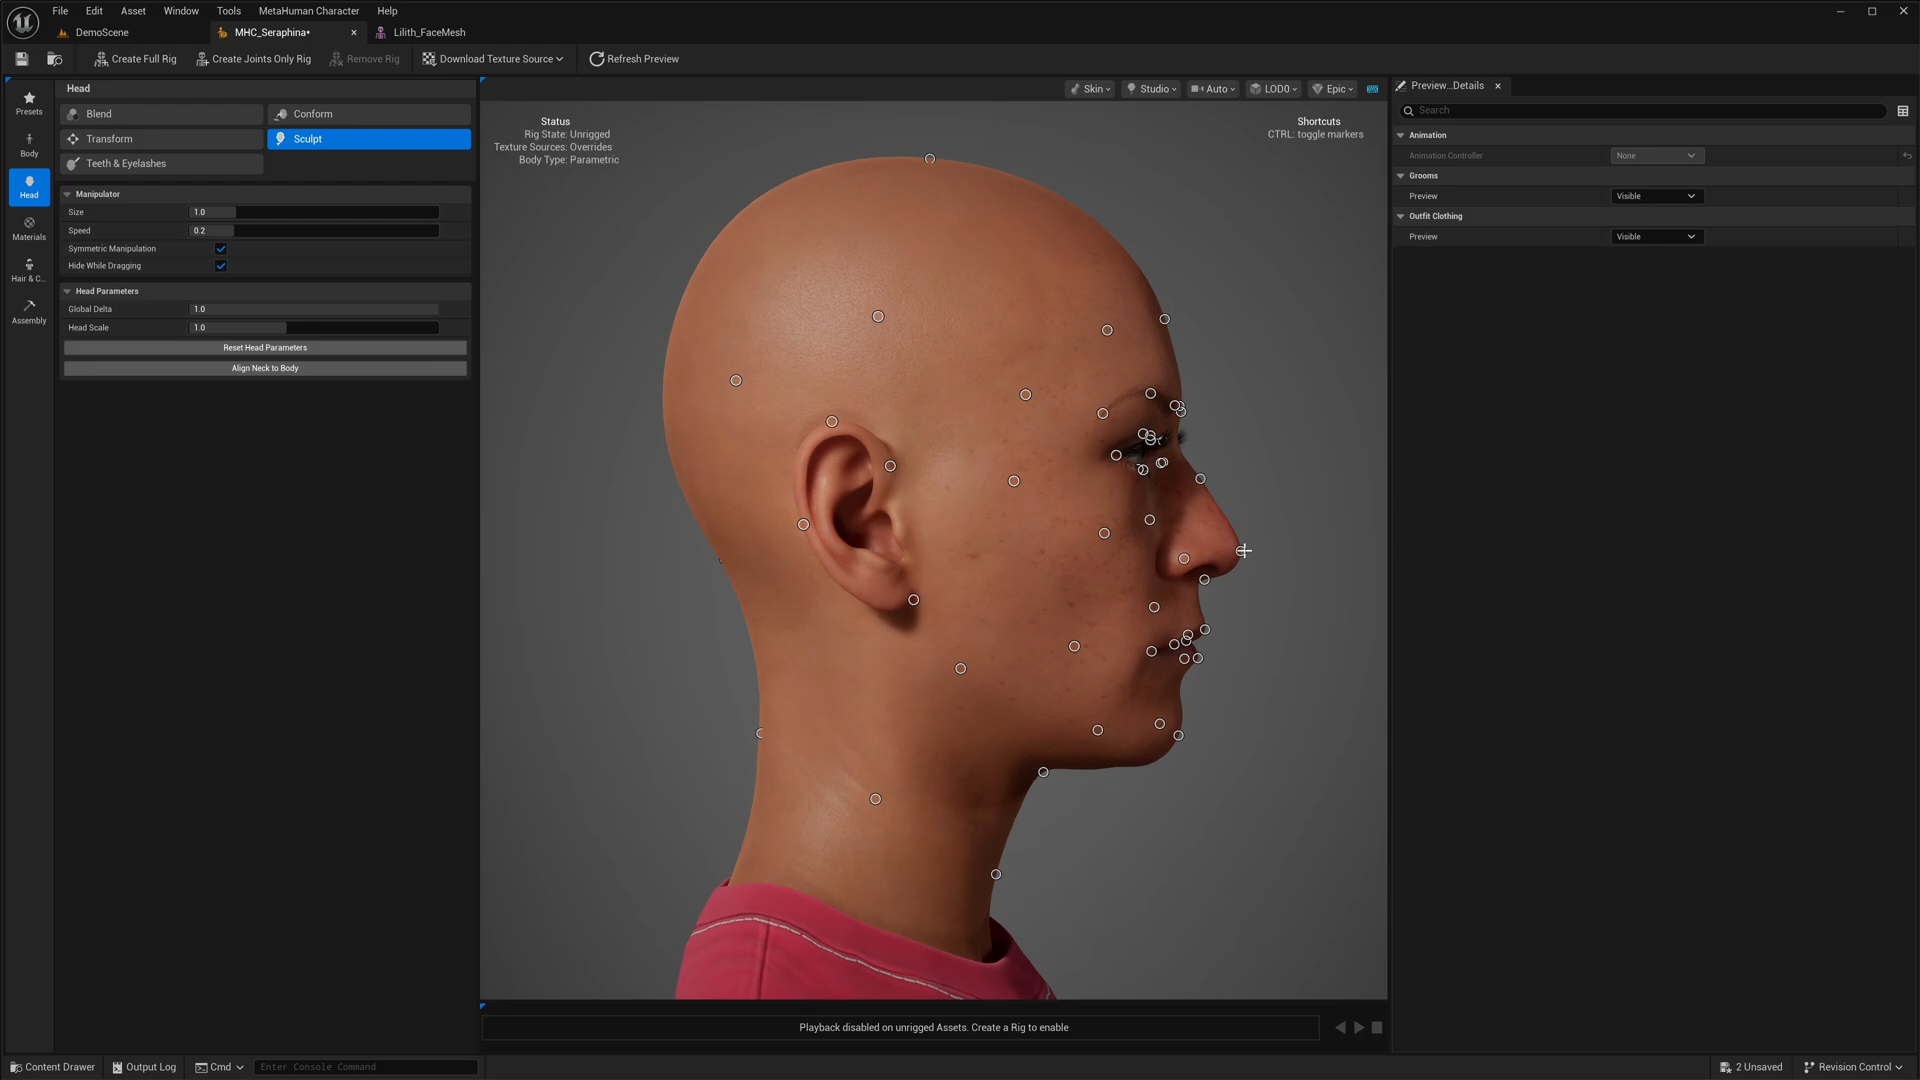 File Edit Asset Window Tools MetaHuman Character Help
DemoScene MHC_Seraphina• Lilith_FaceMesh
Create Full Rig Create Joints Only Rig Remove Rig Download Texture Source Refresh Preview
Presets
Body
Head
Materials
Hair & C...
Assembly
Head
Blend Conform
Transform Sculpt
Teeth & Eyelashes
Manipulator
Size 1.0
Speed 0.2
Symmetric Manipulation
Hide While Dragging
Head Parameters
Global Delta 1.0
Head Scale 1.0
Reset Head Parameters
Align Neck to Body
Skin Studio Auto LOD0 Epic
Status
Rig State: Unrigged
Texture Sources: Overrides
Body Type: Parametric
Shortcuts
CTRL: toggle markers
Playback disabled on unrigged Assets. Create a Rig to enable
Preview...Details
Search
Animation
Animation Controller None
Grooms
Preview Visible
Outfit Clothing
Preview Visible
Content Drawer Output Log Cmd Enter Console Command 2 Unsaved Revision Control